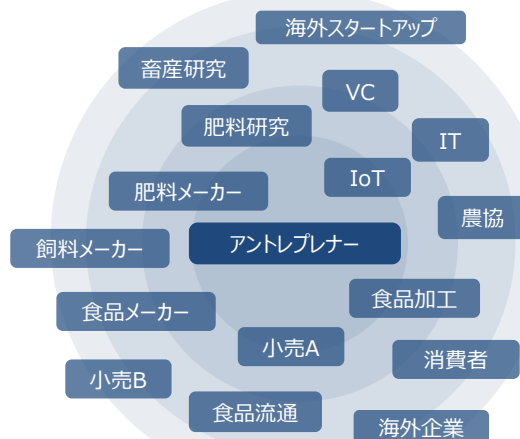 海外スタートアップ
畜産研究
VC
肥料研究
IT
IoT
肥料メーカー
農協
アントレプレナー
飼料メーカー
食品加工
食品メーカー
小売A
消費者
小売B
食品流通
海外企業